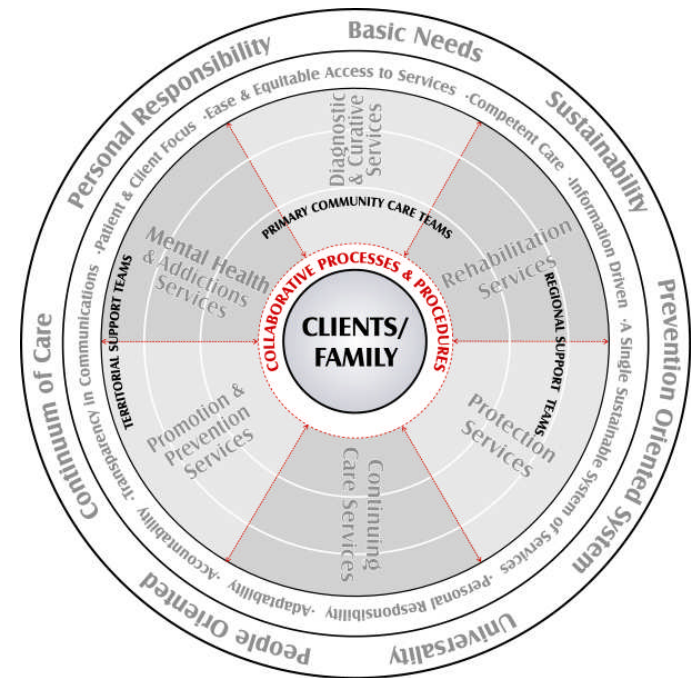 Basic Needs
Sustainability
Prevention Oriented System
Universality
People Oriented
Continuum of Care
Personal Responsibility
·Ease & Equitable Access to Services
·Competent Care
·Information Driven
·A Single Sustainable System of Services
·Personal Responsibility
·Adaptability
·Accountability
·Transparency in Communications
·Patient & Client Focus
Diagnostic
& Curative
Services
Rehabilitation
Services
Protection
Services
Continuing
Care Services
Promotion &
Prevention
Services
Mental Health
& Addictions
Services
PRIMARY COMMUNITY CARE TEAMS
REGIONAL SUPPORT TEAMS
TERRITORIAL SUPPORT TEAMS
COLLABORATIVE PROCESSES & PROCEDURES
CLIENTS/
FAMILY